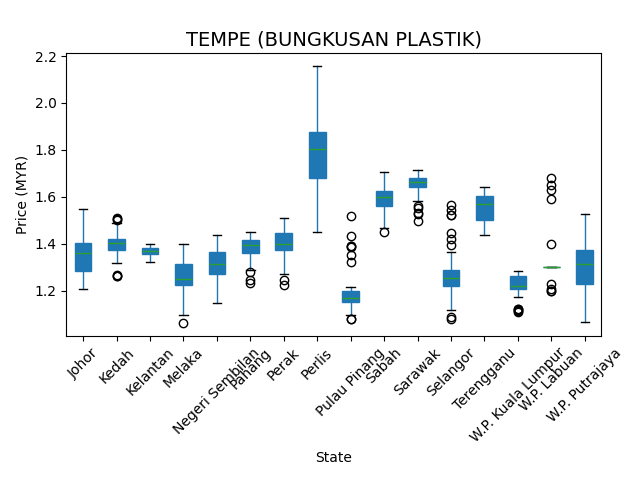 TEMPE (BUNGKUSAN PLASTIK)
2.2
2.0
1.8
1.6
1.4
1.2
Price (MYR)
Johor
Kedah
Kelantan
Melaka
Negeri Sembilan
Pahang
Perak
Perlis
Pulau Pinang
Sabah
Sarawak
Selangor
Terengganu
W.P. Kuala Lumpur
W.P. Labuan
W.P. Putrajaya
State